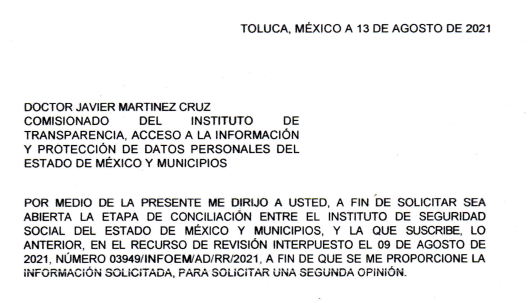 TOLUCA, MÉXICO A 13 DE AGOSTO DE 2021
DOCTOR JAVIER MARTINEZ CRUZ
COMISIONADO DEL INSTITUTO DE
TRANSPARENCIA, ACCESO A LA INFORMACIÓN
Y PROTECCIÓN DE DATOS PERSONALES DEL
ESTADO DE MÉXICO Y MUNICIPIOS
POR MEDIO DE LA PRESENTE ME DIRIJO A USTED, A FIN DE SOLICITAR SEA
ABIERTA LA ETAPA DE CONCILIACIÓN ENTRE EL INSTITUTO DE SEGURIDAD
SOCIAL DEL ESTADO DE MÉXICO Y MUNICIPIOS, Y LA QUE SUSCRIBE, LO
ANTERIOR, EN EL RECURSO DE REVISIÓN INTERPUESTO EL 09 DE AGOSTO DE
2021, NÚMERO 03949/INFOEM/AD/RR/2021, A FIN DE QUE SE ME PROPORCIONE LA
INFORMACIÓN SOLICITADA, PARA SOLICITAR UNA SEGUNDA OPINIÓN.